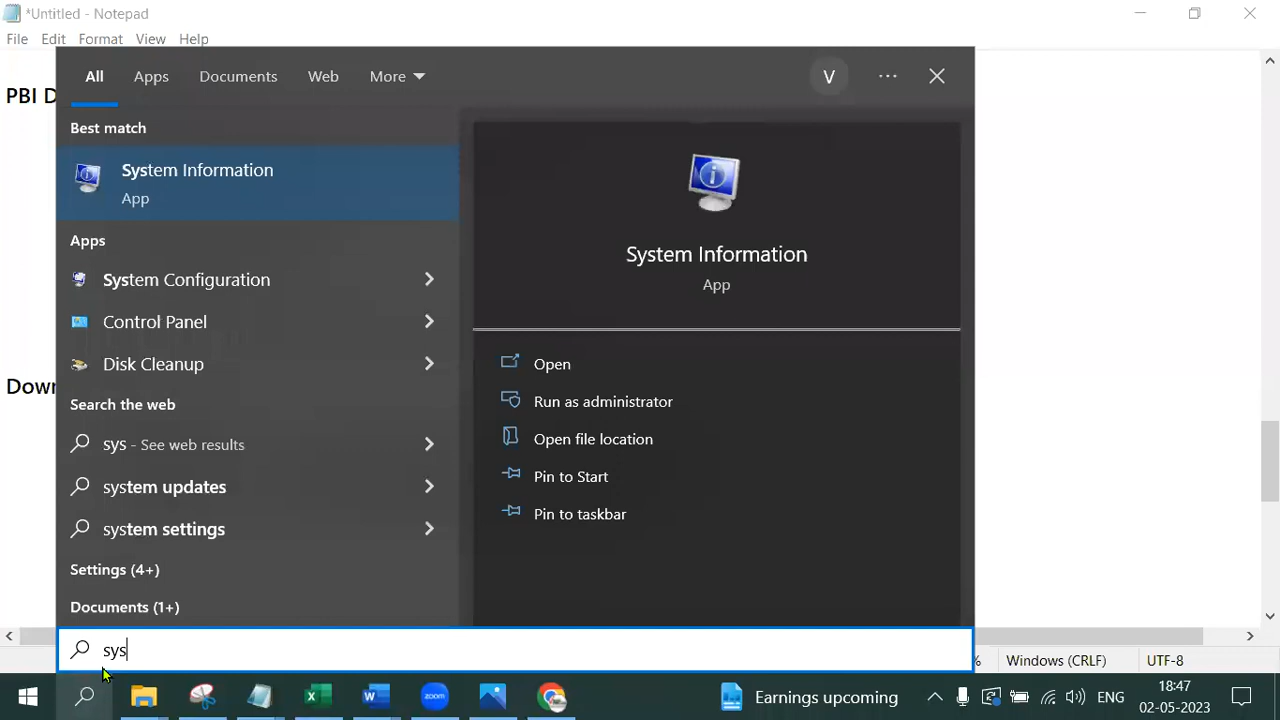 *Untitled - Notepad
File Edit Format View Help
PBI D
All Apps Documents Web More V
Best match
System Information
App
Apps
System Configuration
Control Panel
Disk Cleanup
Search the web
sys - See web results
system updates
system settings
Settings (4+)
Documents (1+)
System Information
App
Open
Run as administrator
Open file location
Pin to Start
Pin to taskbar
Down
sys
% Windows (CRLF) UTF-8
zoom
Earnings upcoming
ENG
18:47
02-05-2023